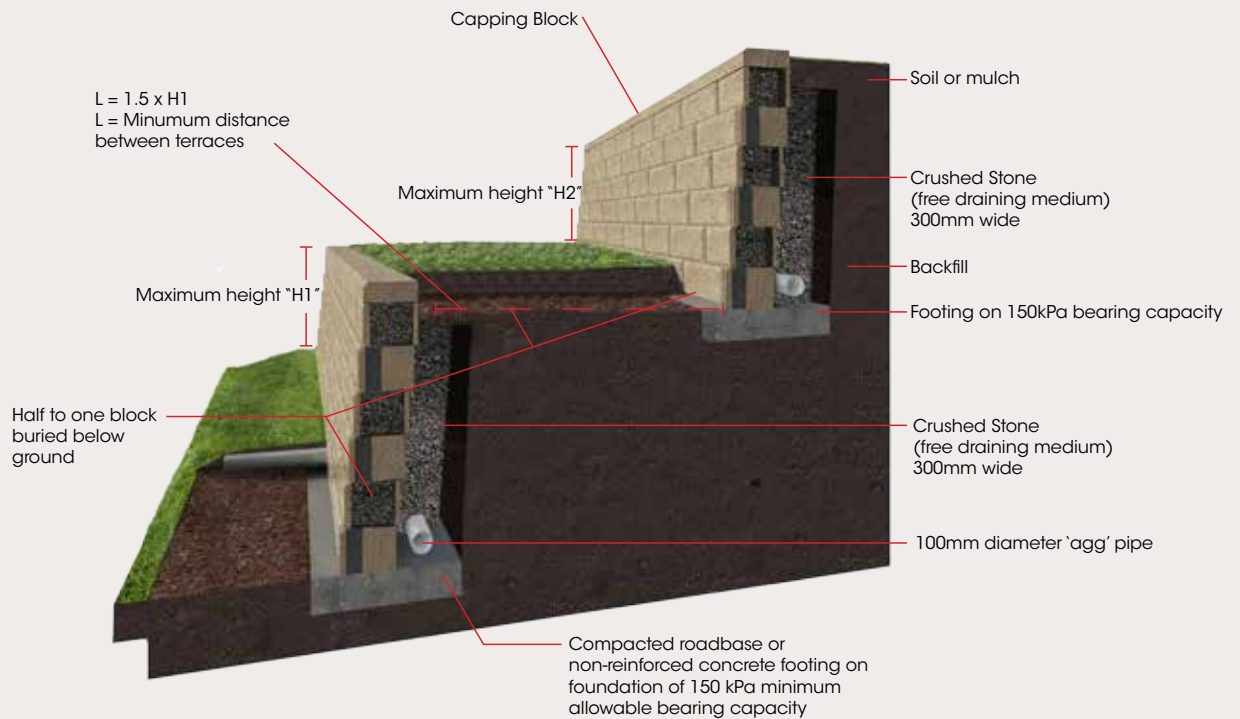 Capping Block
L = 1.5 x H1
L = Minumum distance
between terraces
Soil or mulch
Maximum height "H2"
Crushed Stone
(free draining medium)
300mm wide
Backfill
Maximum height "H1"
Footing on 150kPa bearing capacity
Half to one block
buried below
ground
Crushed Stone
(free draining medium)
300mm wide
100mm diameter ‘agg’ pipe
Compacted roadbase or
non-reinforced concrete footing on
foundation of 150 kPa minimum
allowable bearing capacity